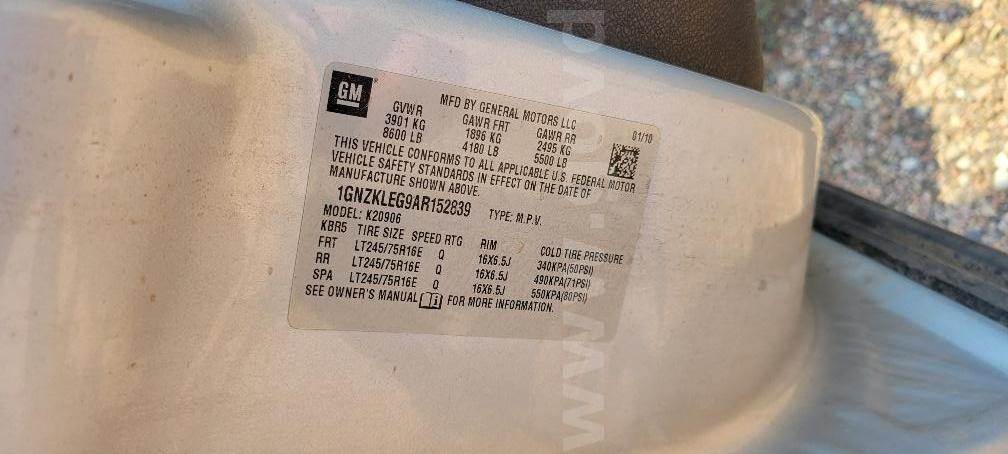 GM
MFD BY GENERAL MOTORS LLC
01/10
GVWR GAWR FRT GAWR RR
3901 KG 1896 KG 2495 KG
8600 LB 4180 LB 5500 LB
THIS VEHICLE CONFORMS TO ALL APPLICABLE U.S. FEDERAL MOTOR
VEHICLE SAFETY STANDARDS IN EFFECT ON THE DATE OF
MANUFACTURE SHOWN ABOVE.
1GNZKLEG9AR152839 TYPE: M.P.V.
MODEL: K20906
KBR5 TIRE SIZE SPEED RTG RIM COLD TIRE PRESSURE
FRT LT245/75R16E Q 16X6.5J 340KPA(50PSI)
RR LT245/75R16E Q 16X6.5J 490KPA(71PSI)
SPA LT245/75R16E Q 16X6.5J 550KPA(80PSI)
SEE OWNER'S MANUAL FOR MORE INFORMATION.